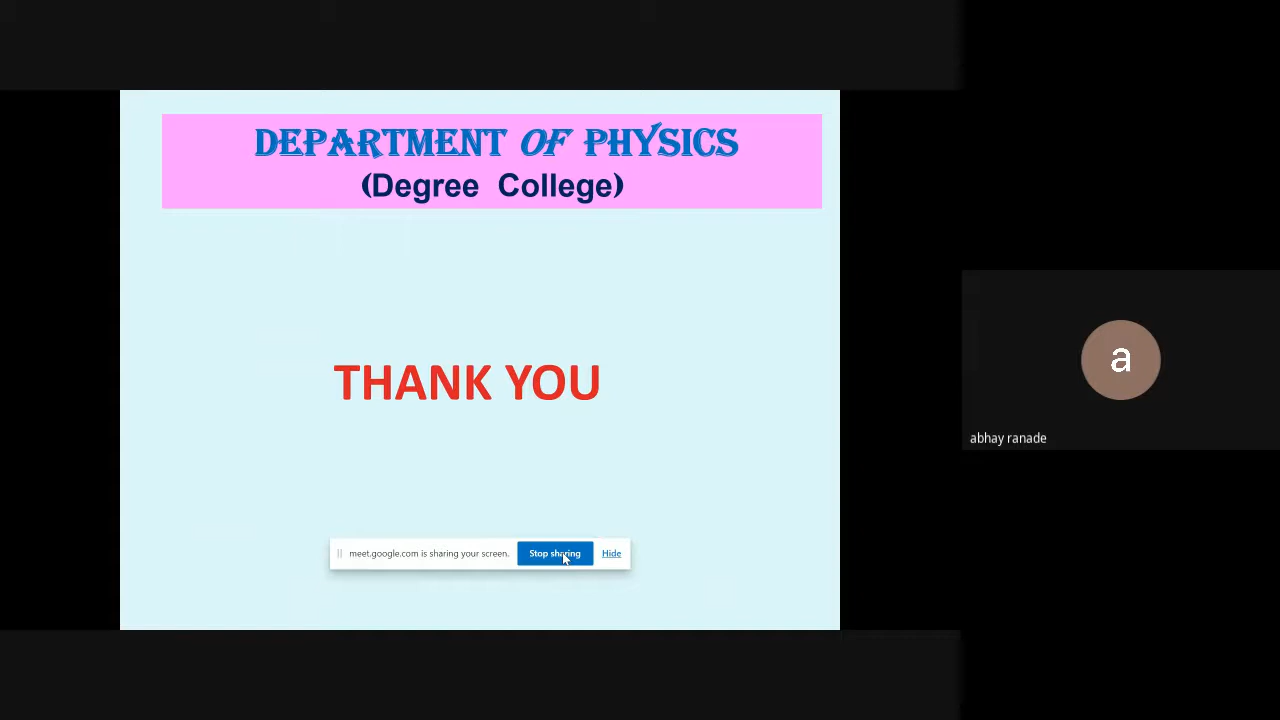 DEPARTMENT OF PHYSICS
(Degree College)
THANK YOU
meet.google.com is sharing your screen. Stop sharing Hide
a
abhay ranade